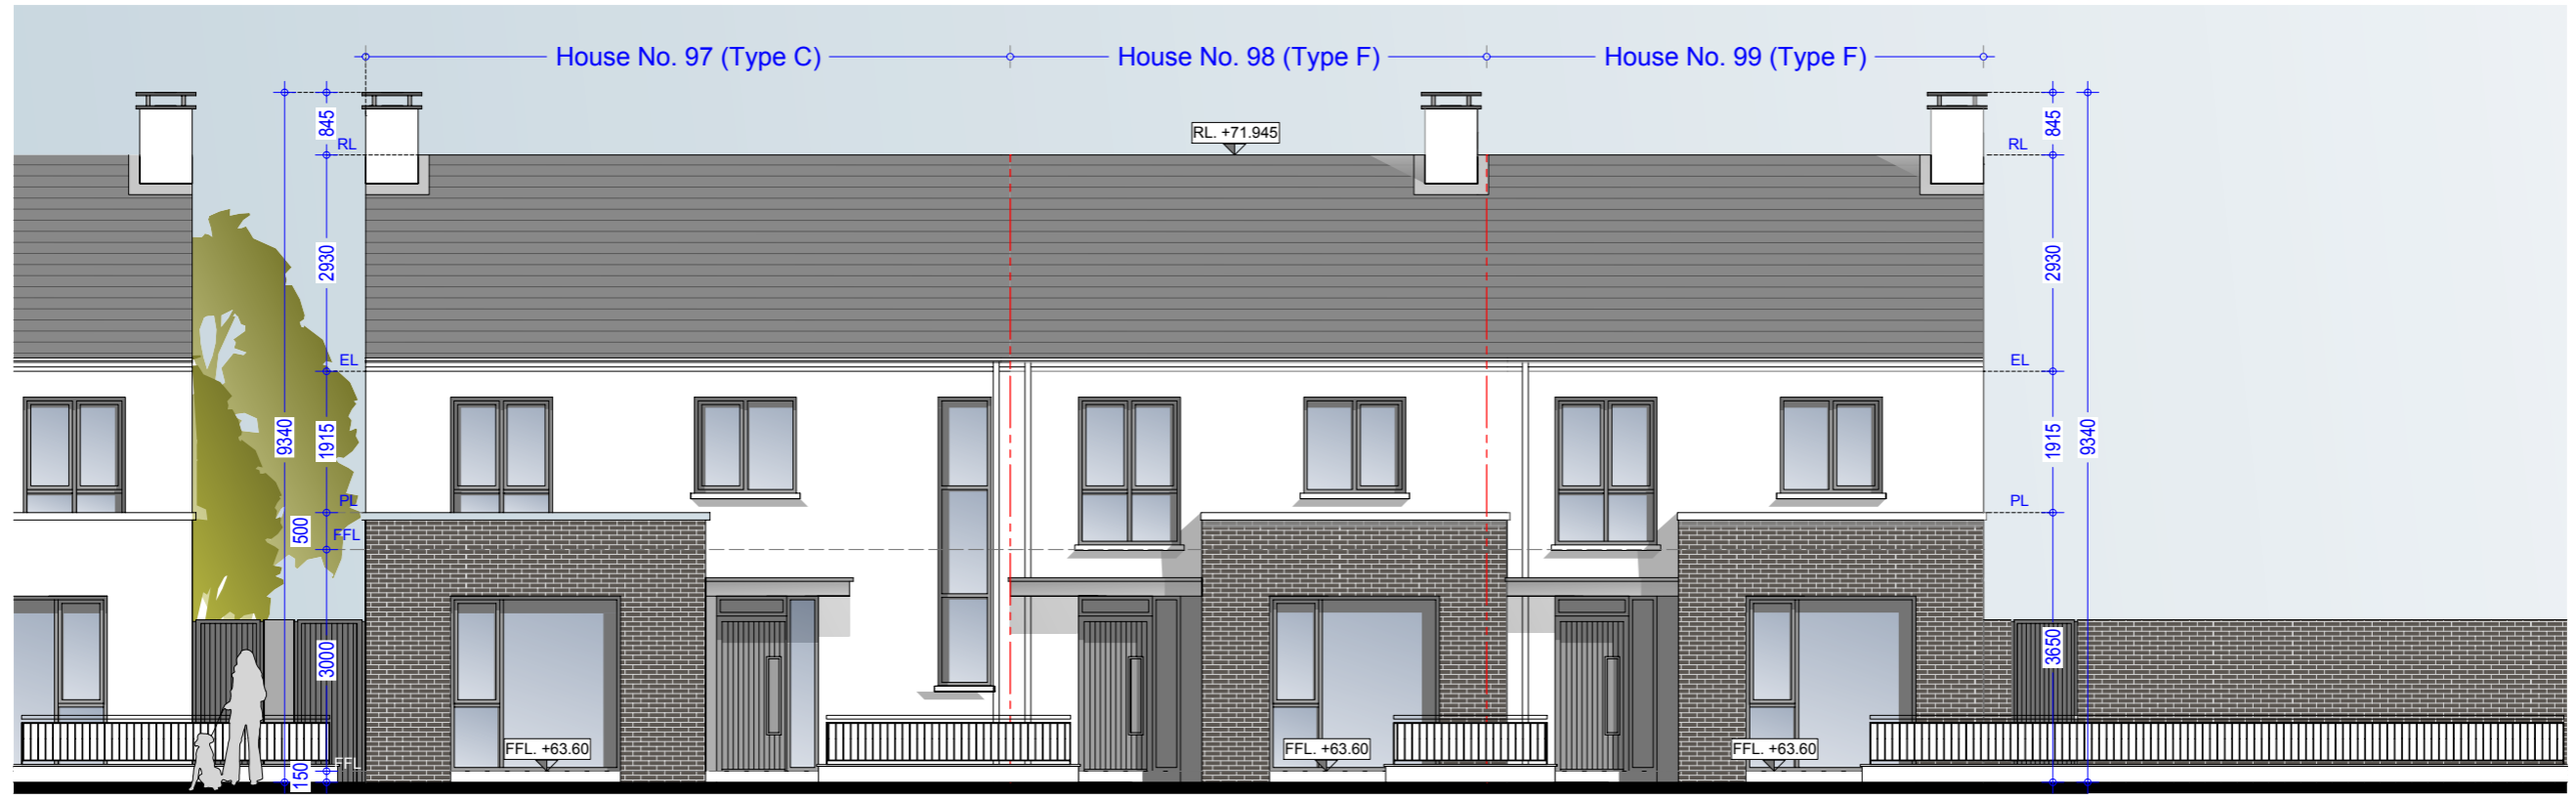 House No. 97 (Type C)
House No. 98 (Type F)
House No. 99 (Type F)
845
RL
RL. +71.945
845
RL
2930
2930
EL
EL
9340
1915
1915
9340
PL
PL
500
FFL
3000
3650
FFL. +63.60
FFL. +63.60
FFL. +63.60
FFL
150